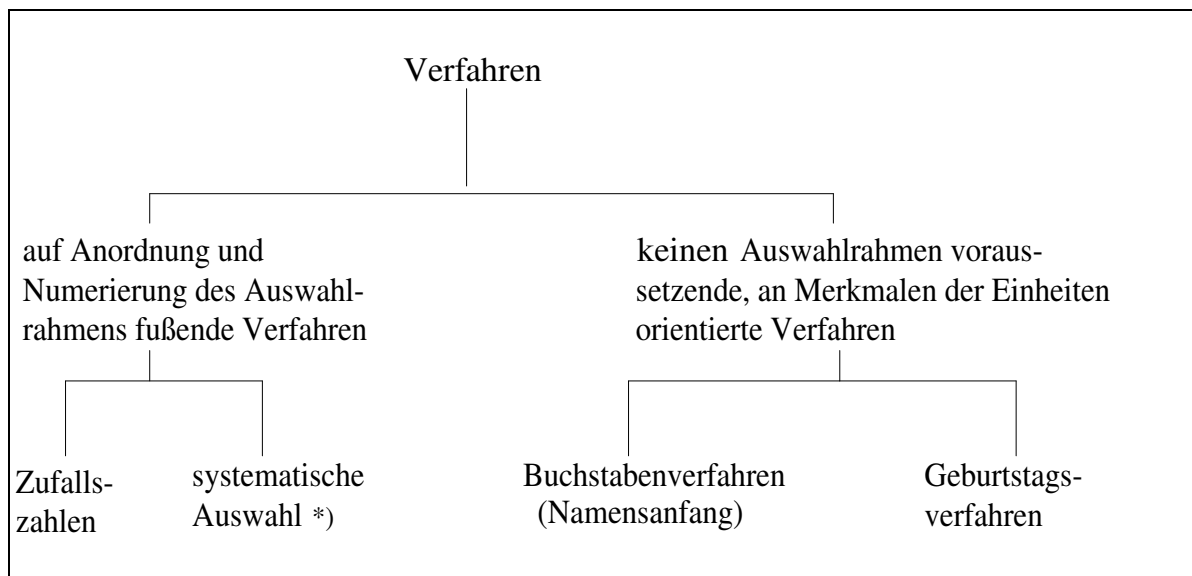 Verfahren
auf Anordnung und
Numerierung des Auswahl-
rahmens fußende Verfahren
keinen Auswahlrahmen voraus-
setzende, an Merkmalen der Einheiten
orientierte Verfahren
Zufalls-
zahlen
systematische
Auswahl *)
Buchstabenverfahren
(Namensanfang)
Geburtstags-
verfahren